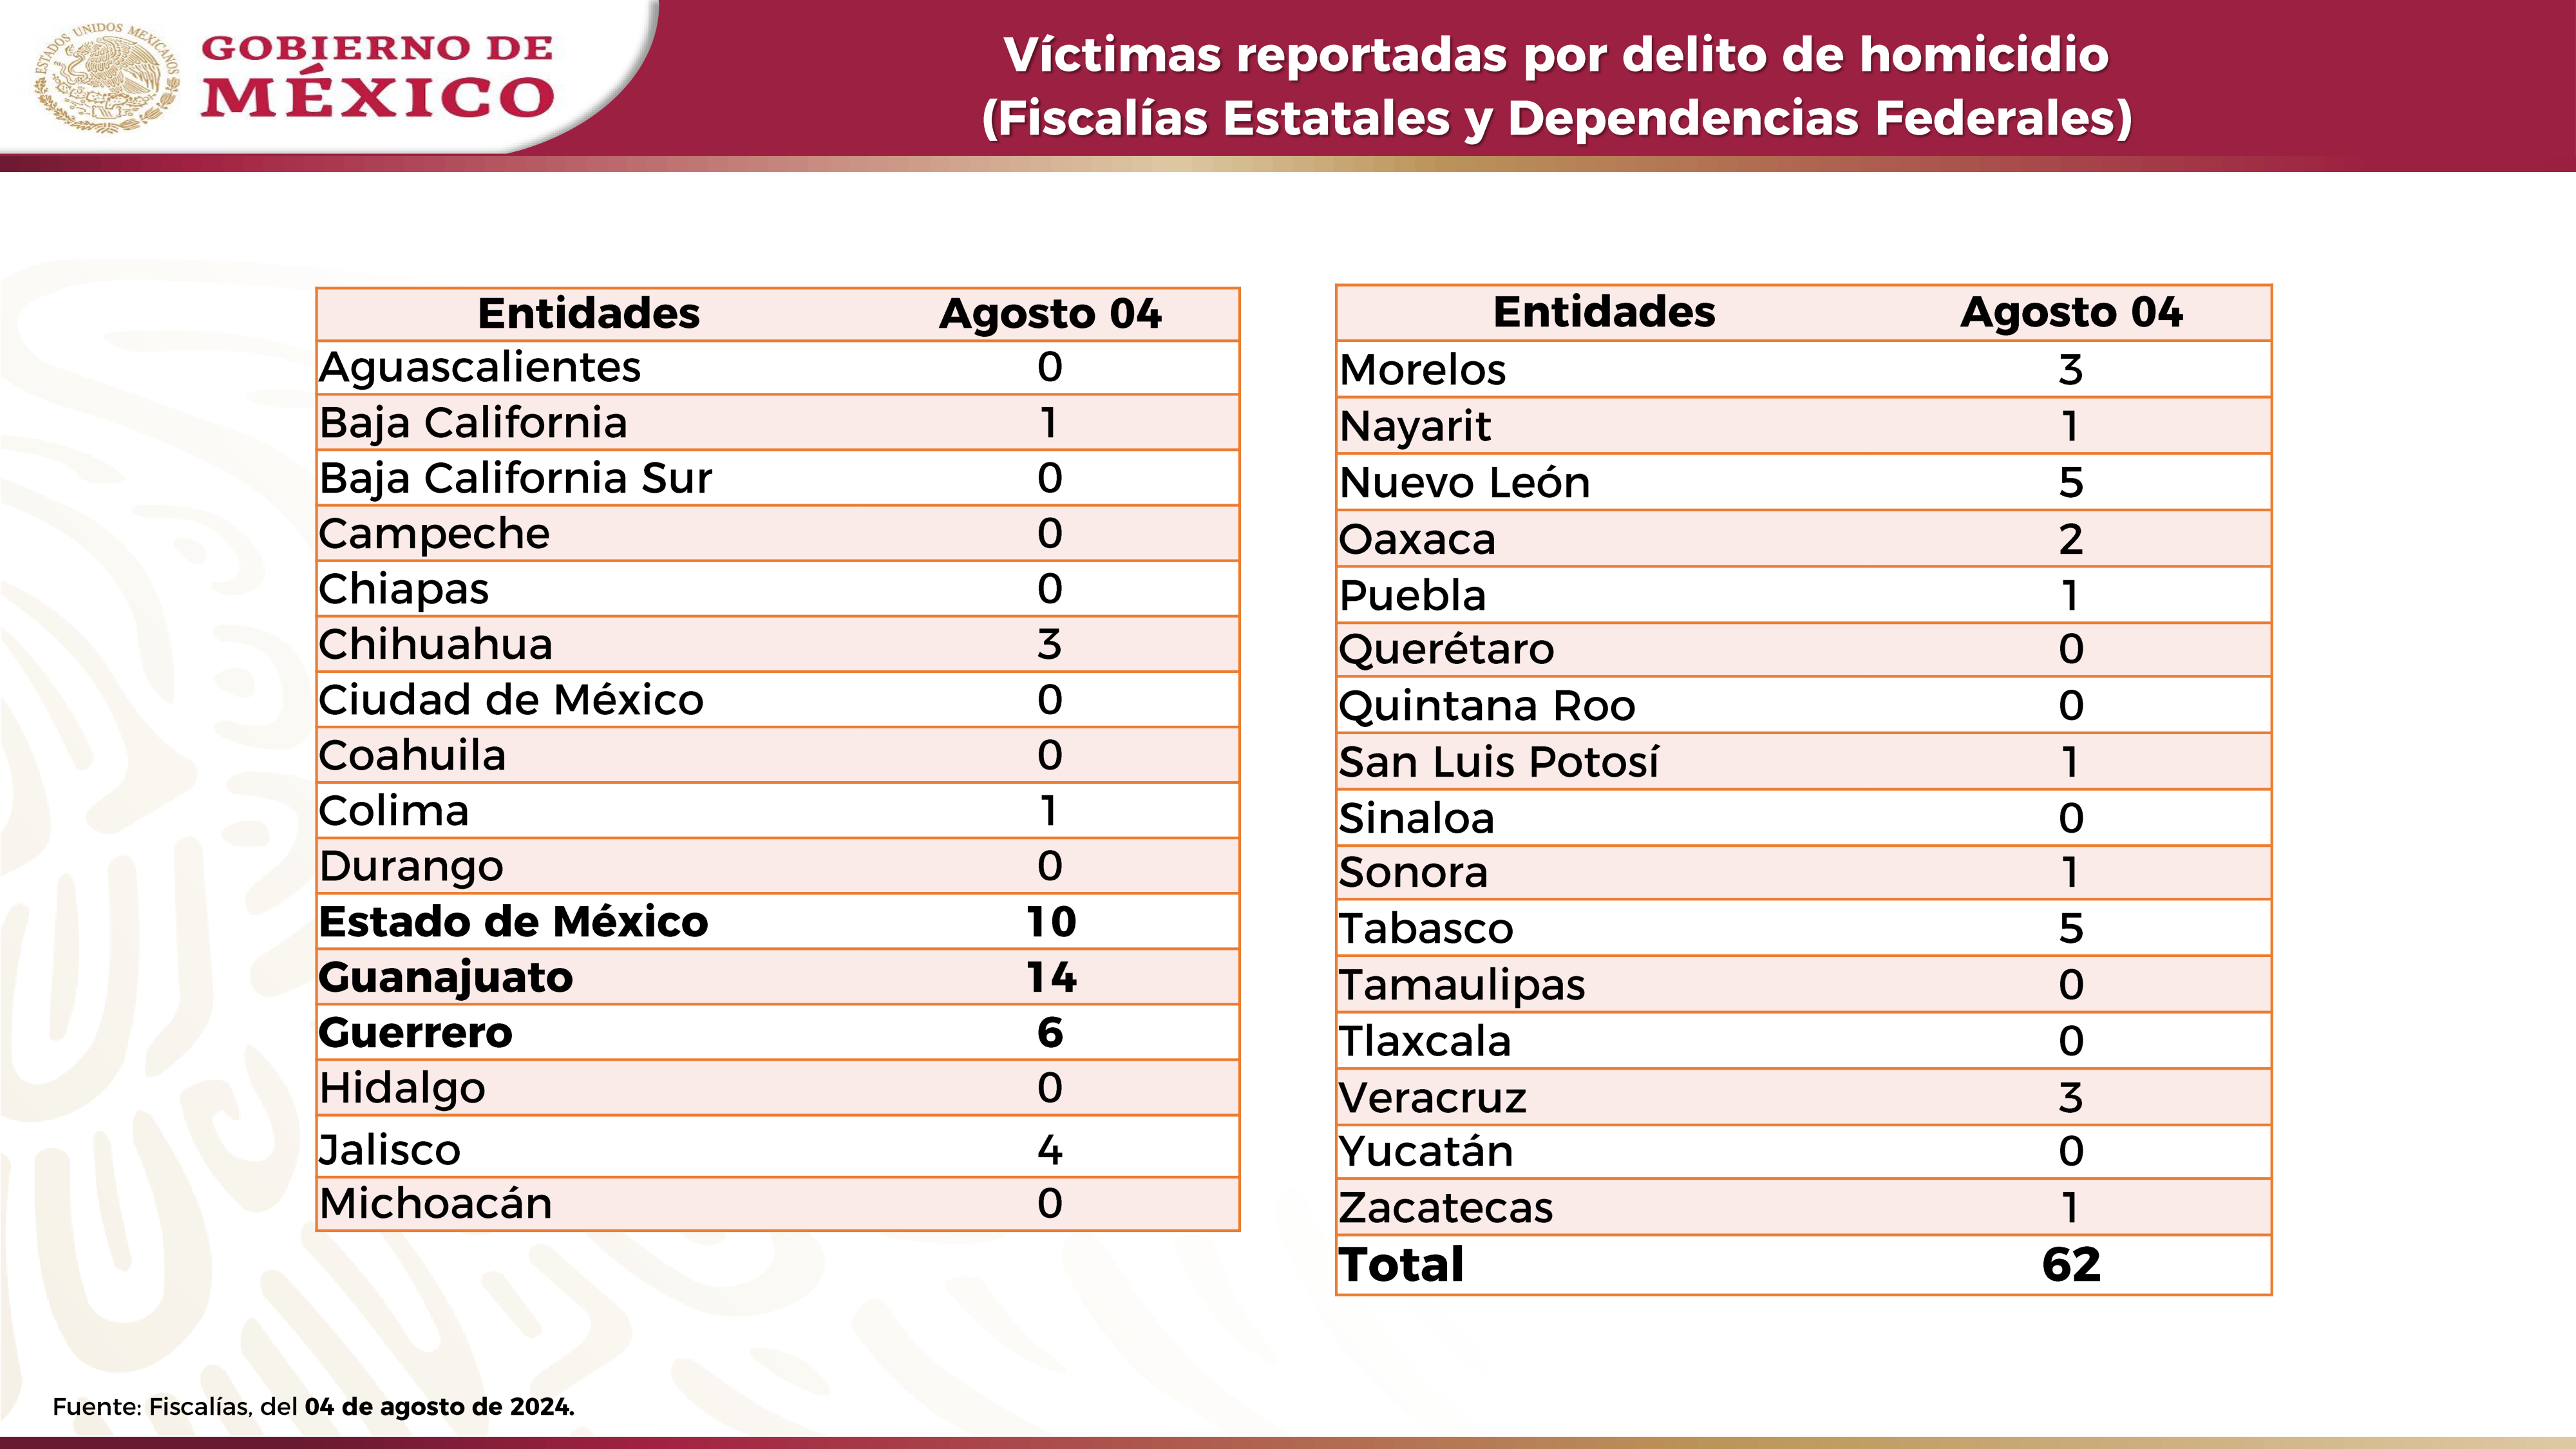 ESTADOS UNIDOS MEXICANOS
GOBIERNO DE
MÉXICO
Víctimas reportadas por delito de homicidio
(Fiscalías Estatales y Dependencias Federales)
Entidades Agosto 04
Aguascalientes 0
Baja California 1
Baja California Sur 0
Campeche 0
Chiapas 0
Chihuahua 3
Ciudad de México 0
Coahuila 0
Colima 1
Durango 0
Estado de México 10
Guanajuato 14
Guerrero 6
Hidalgo 0
Jalisco 4
Michoacán 0
Entidades Agosto 04
Morelos 3
Nayarit 1
Nuevo León 5
Oaxaca 2
Puebla 1
Querétaro 0
Quintana Roo 0
San Luis Potosí 1
Sinaloa 0
Sonora 1
Tabasco 5
Tamaulipas 0
Tlaxcala 0
Veracruz 3
Yucatán 0
Zacatecas 1
Total 62
Fuente: Fiscalías, del 04 de agosto de 2024.